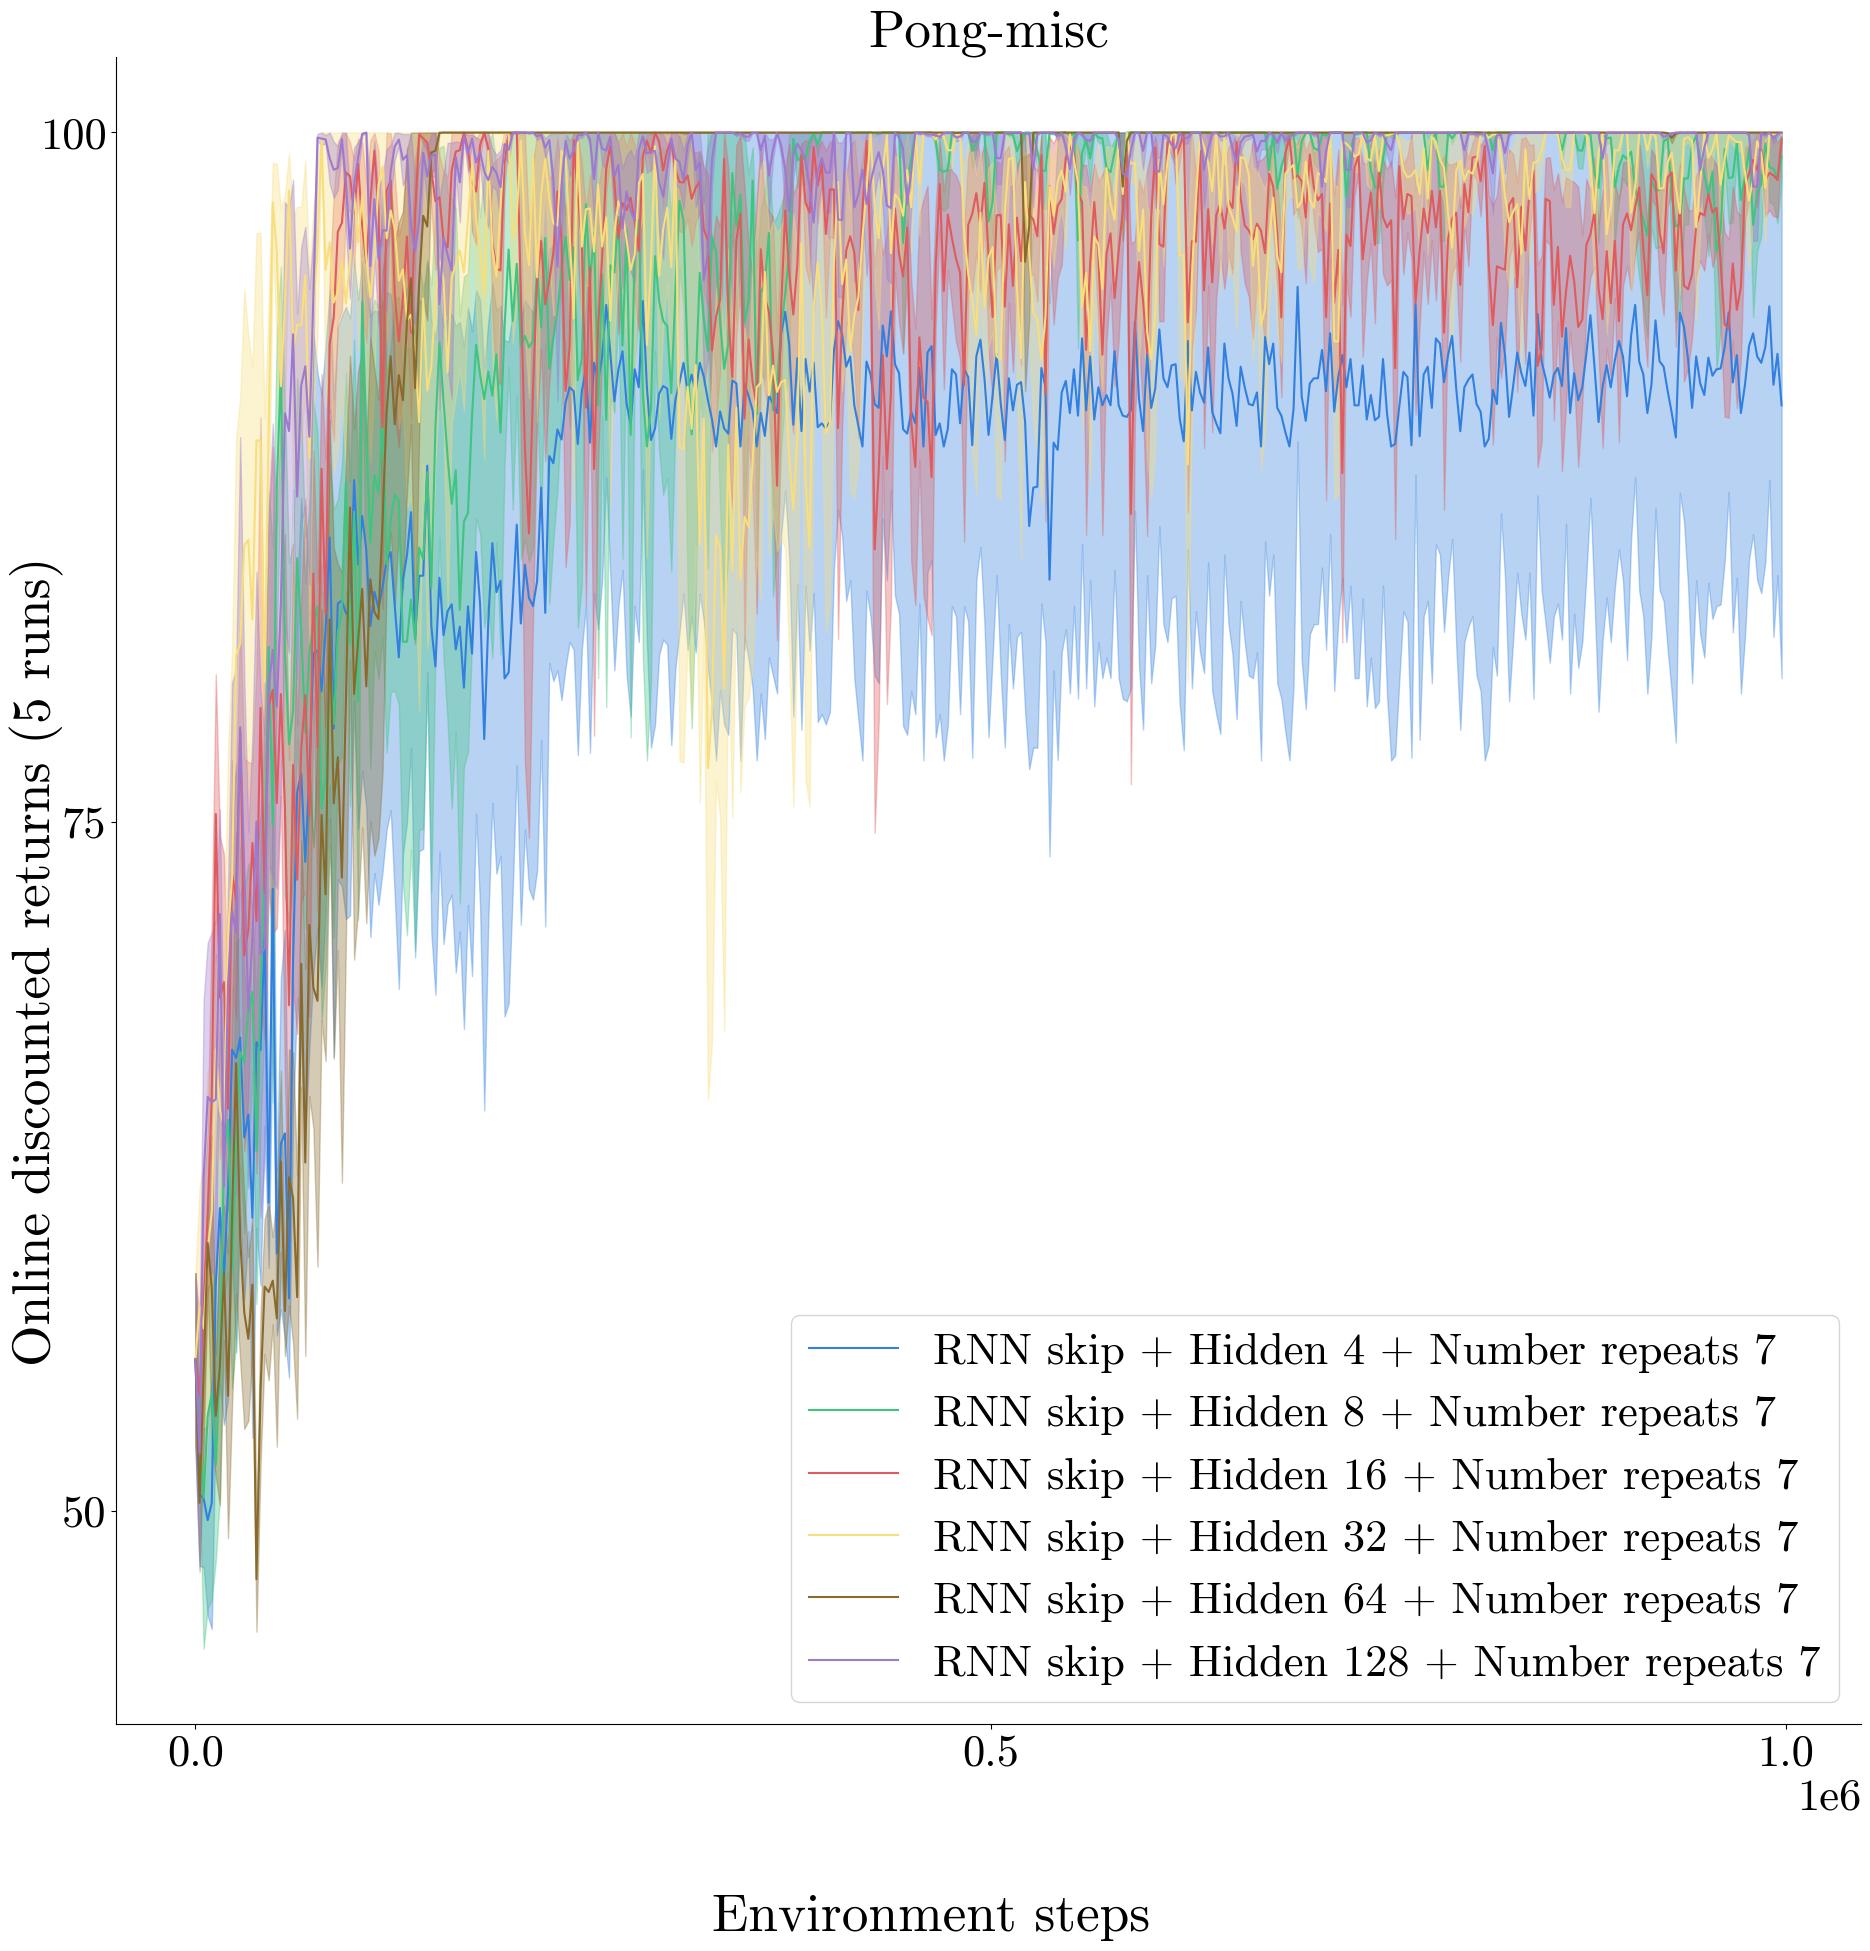 Pong-misc
Online discounted returns (5 runs)
100
75
50
RNN skip + Hidden 4 + Number repeats 7
RNN skip + Hidden 8 + Number repeats 7
RNN skip + Hidden 16 + Number repeats 7
RNN skip + Hidden 32 + Number repeats 7
RNN skip + Hidden 64 + Number repeats 7
RNN skip + Hidden 128 + Number repeats 7
0.0 0.5 1.0
1e6
Environment steps